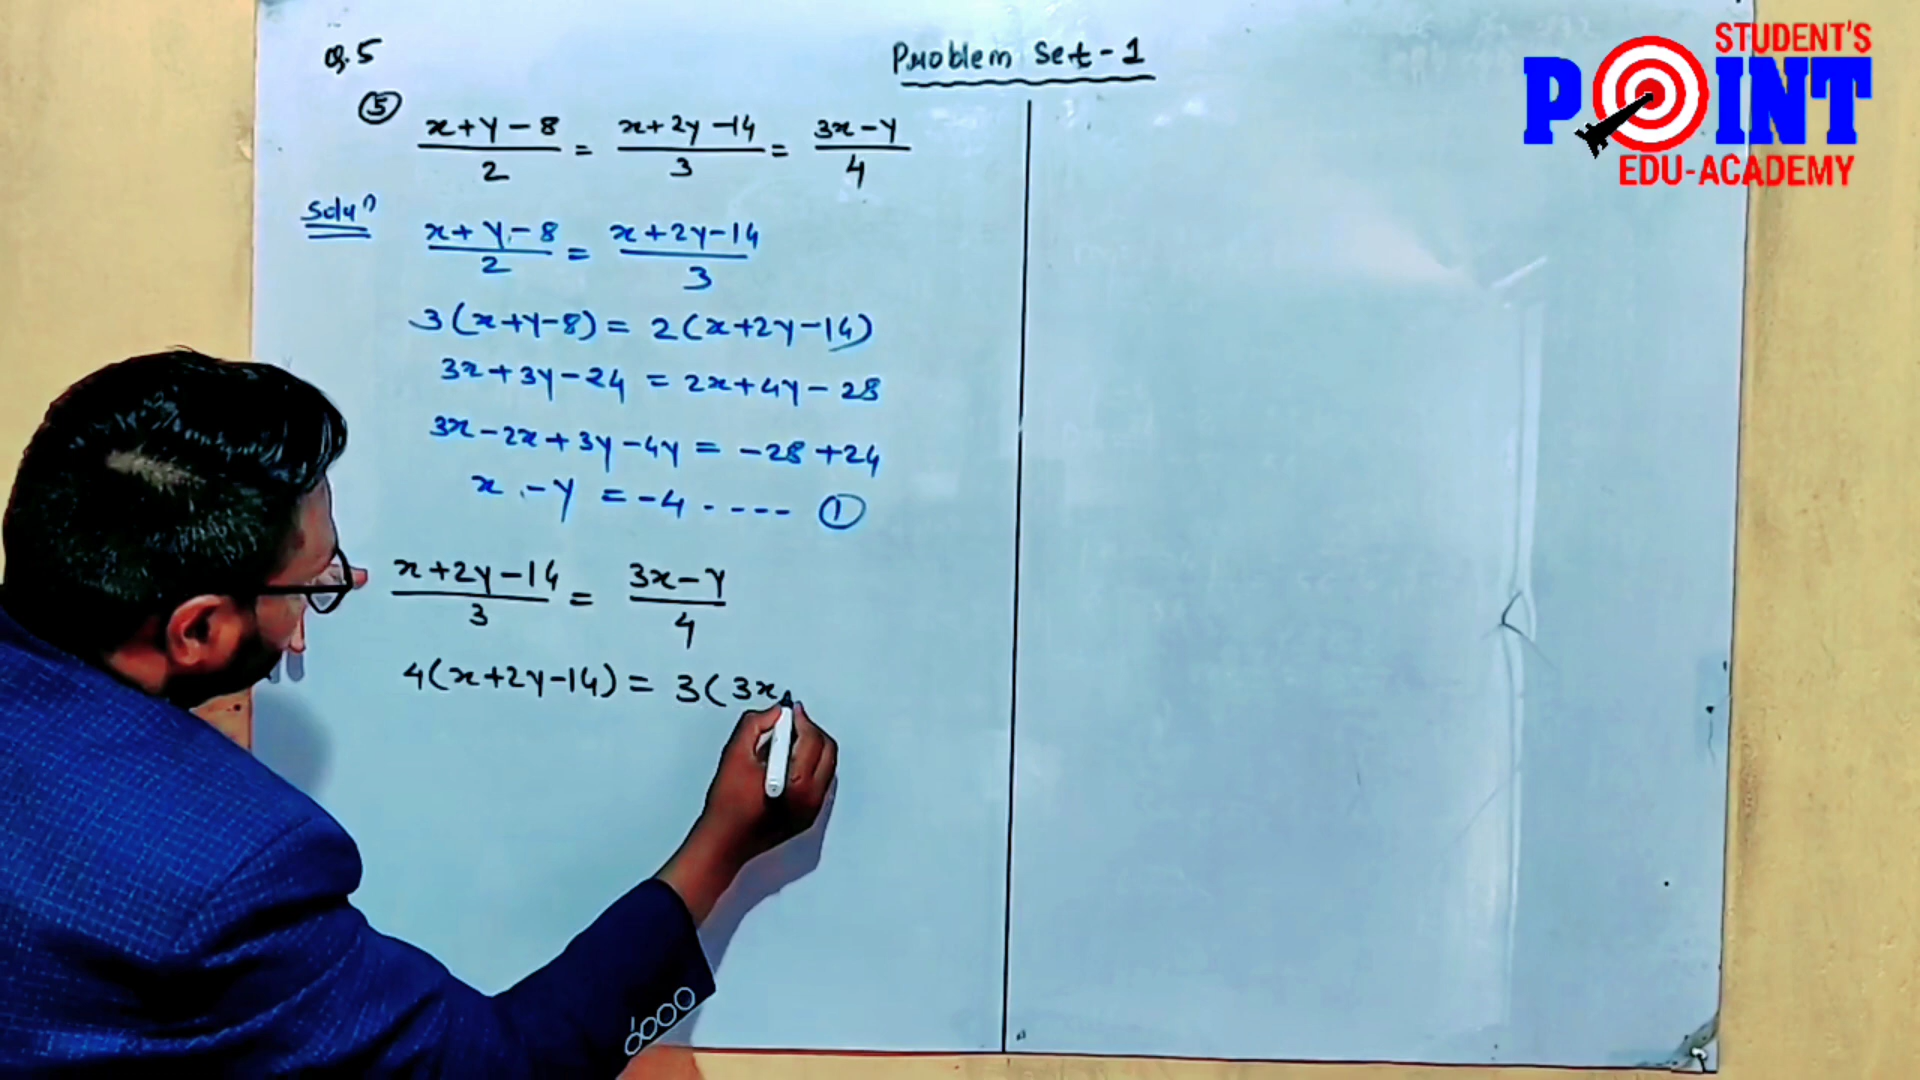 Q.5
Problem Set-1
⑤ x+y-8/2 = x+2y-14/3 = 3x-y/4
Soluⁿ
x+y-8/2 = x+2y-14/3
3(x+y-8) = 2(x+2y-14)
3x+3y-24 = 2x+4y-28
3x-2x+3y-4y = -28+24
x-y = -4 ---- ①
x+2y-14/3 = 3x-y/4
4(x+2y-14) = 3(3x
STUDENT'S
POINT
EDU-ACADEMY